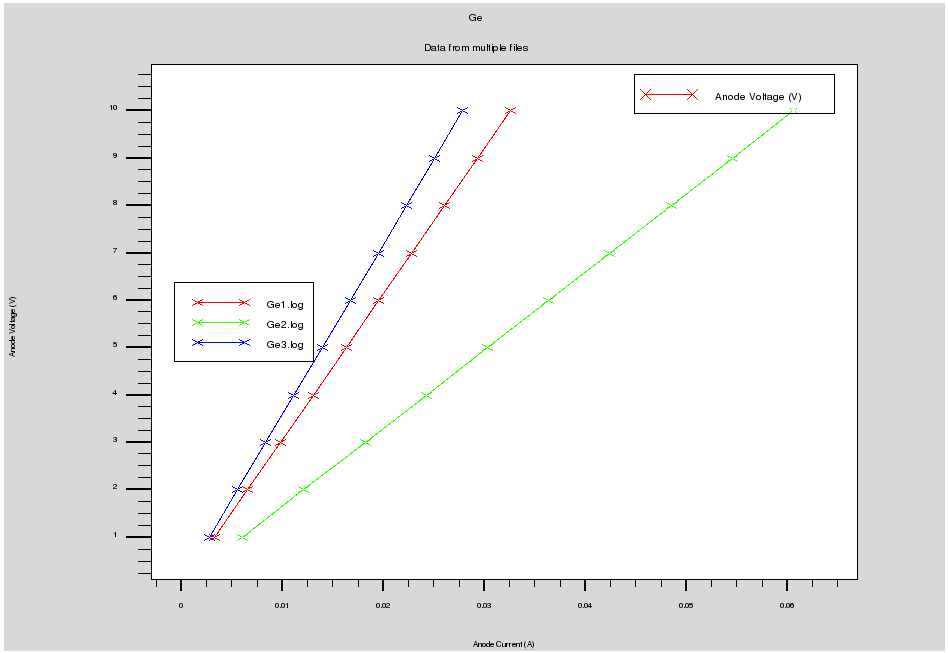 Ge
Data from multiple files
Anode Voltage (V)
10
9
8
7
6
5
4
3
2
1
Ge1.log
Ge2.log
Ge3.log
Anode Voltage (V)
0 0.01 0.02 0.03 0.04 0.05 0.06
Anode Current (A)